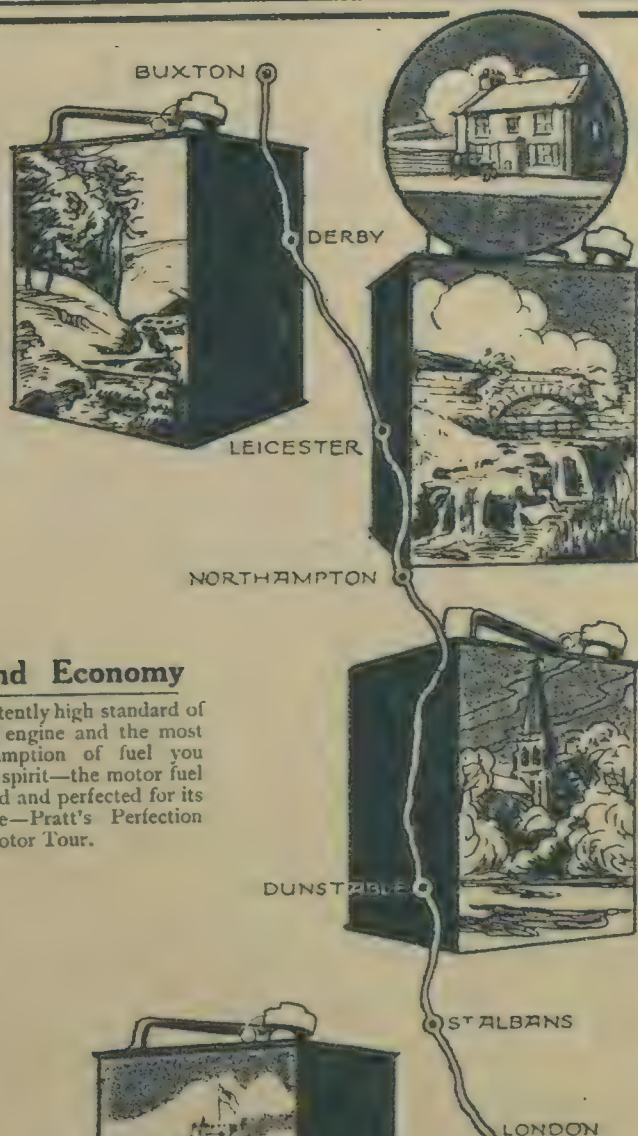 BUXTON
DERBY
LEICESTER
NORTHAMPTON
nd Economy
tently high standard of
engine and the most
mption of fuel you
spirit—the motor fuel
d and perfected for its
e—Pratt's Perfection
otor Tour.
DUNSTABLE
ST ALBANS
LONDON